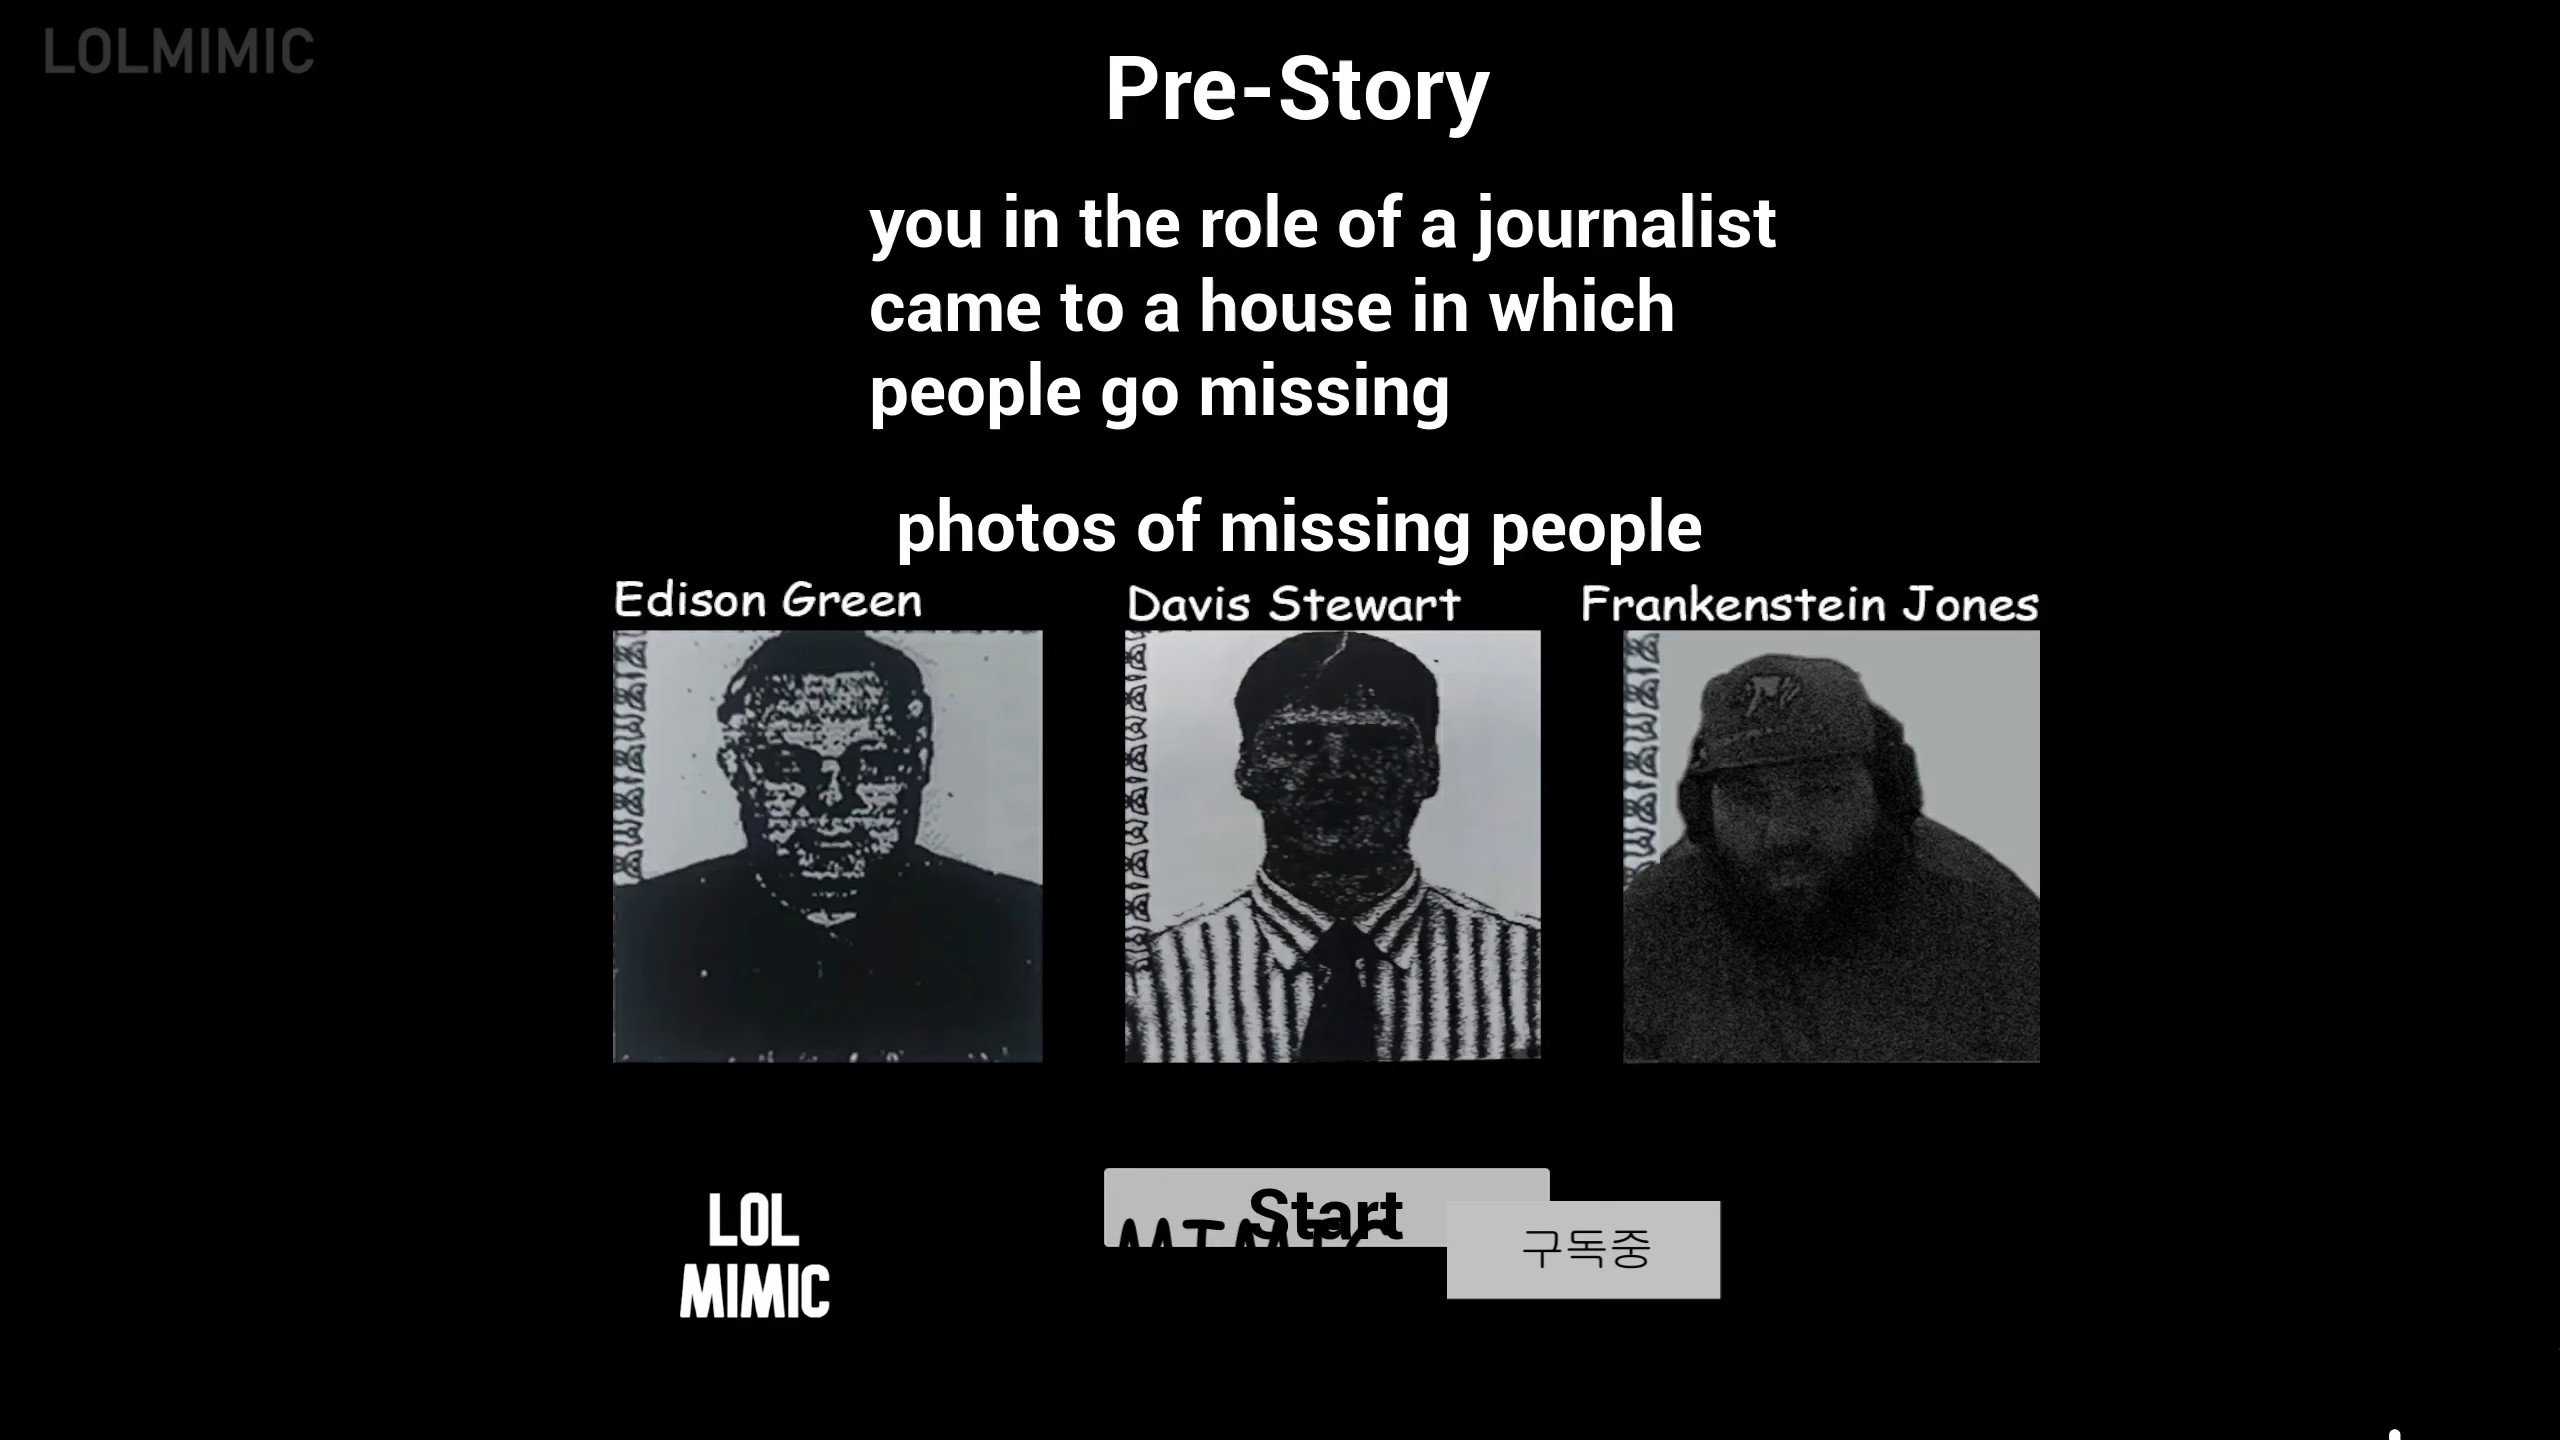 LOLMIMIC
Pre-Story
you in the role of a journalist
came to a house in which
people go missing
photos of missing people
Edison Green
Davis Stewart
Frankenstein Jones
Start
구독중
LOL
MIMIC